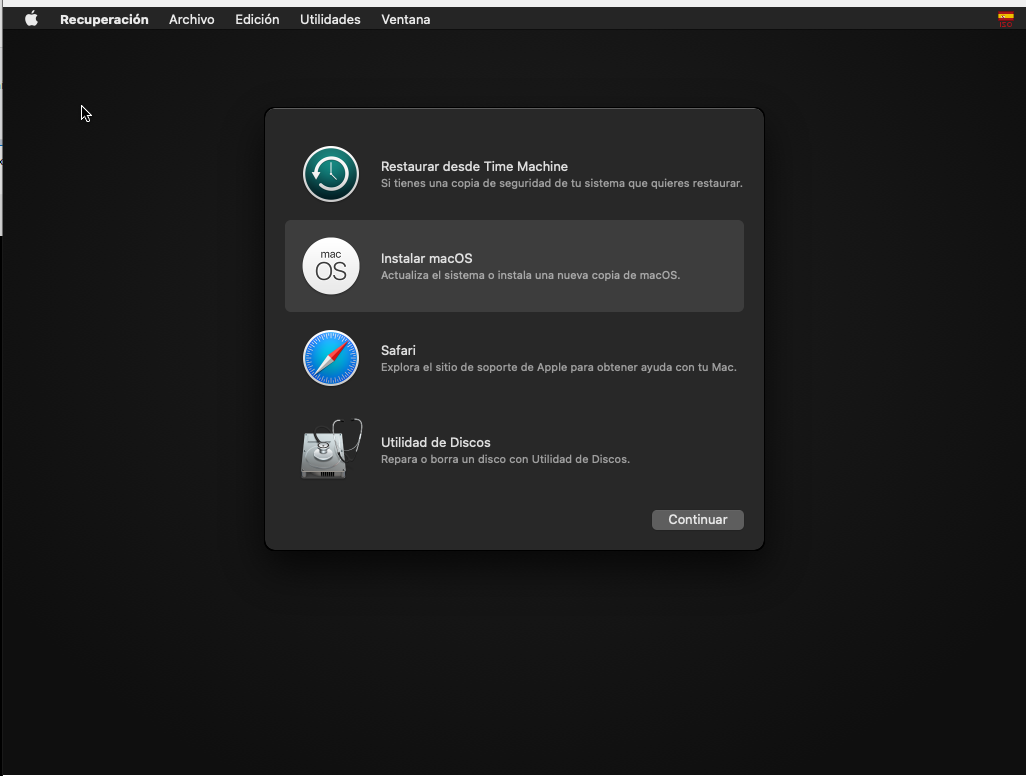 Recuperación Archivo Edición Utilidades Ventana
Restaurar desde Time Machine
Si tienes una copia de seguridad de tu sistema que quieres restaurar.
mac
OS
Instalar macOS
Actualiza el sistema o instala una nueva copia de macOS.
Safari
Explora el sitio de soporte de Apple para obtener ayuda con tu Mac.
Utilidad de Discos
Repara o borra un disco con Utilidad de Discos.
Continuar